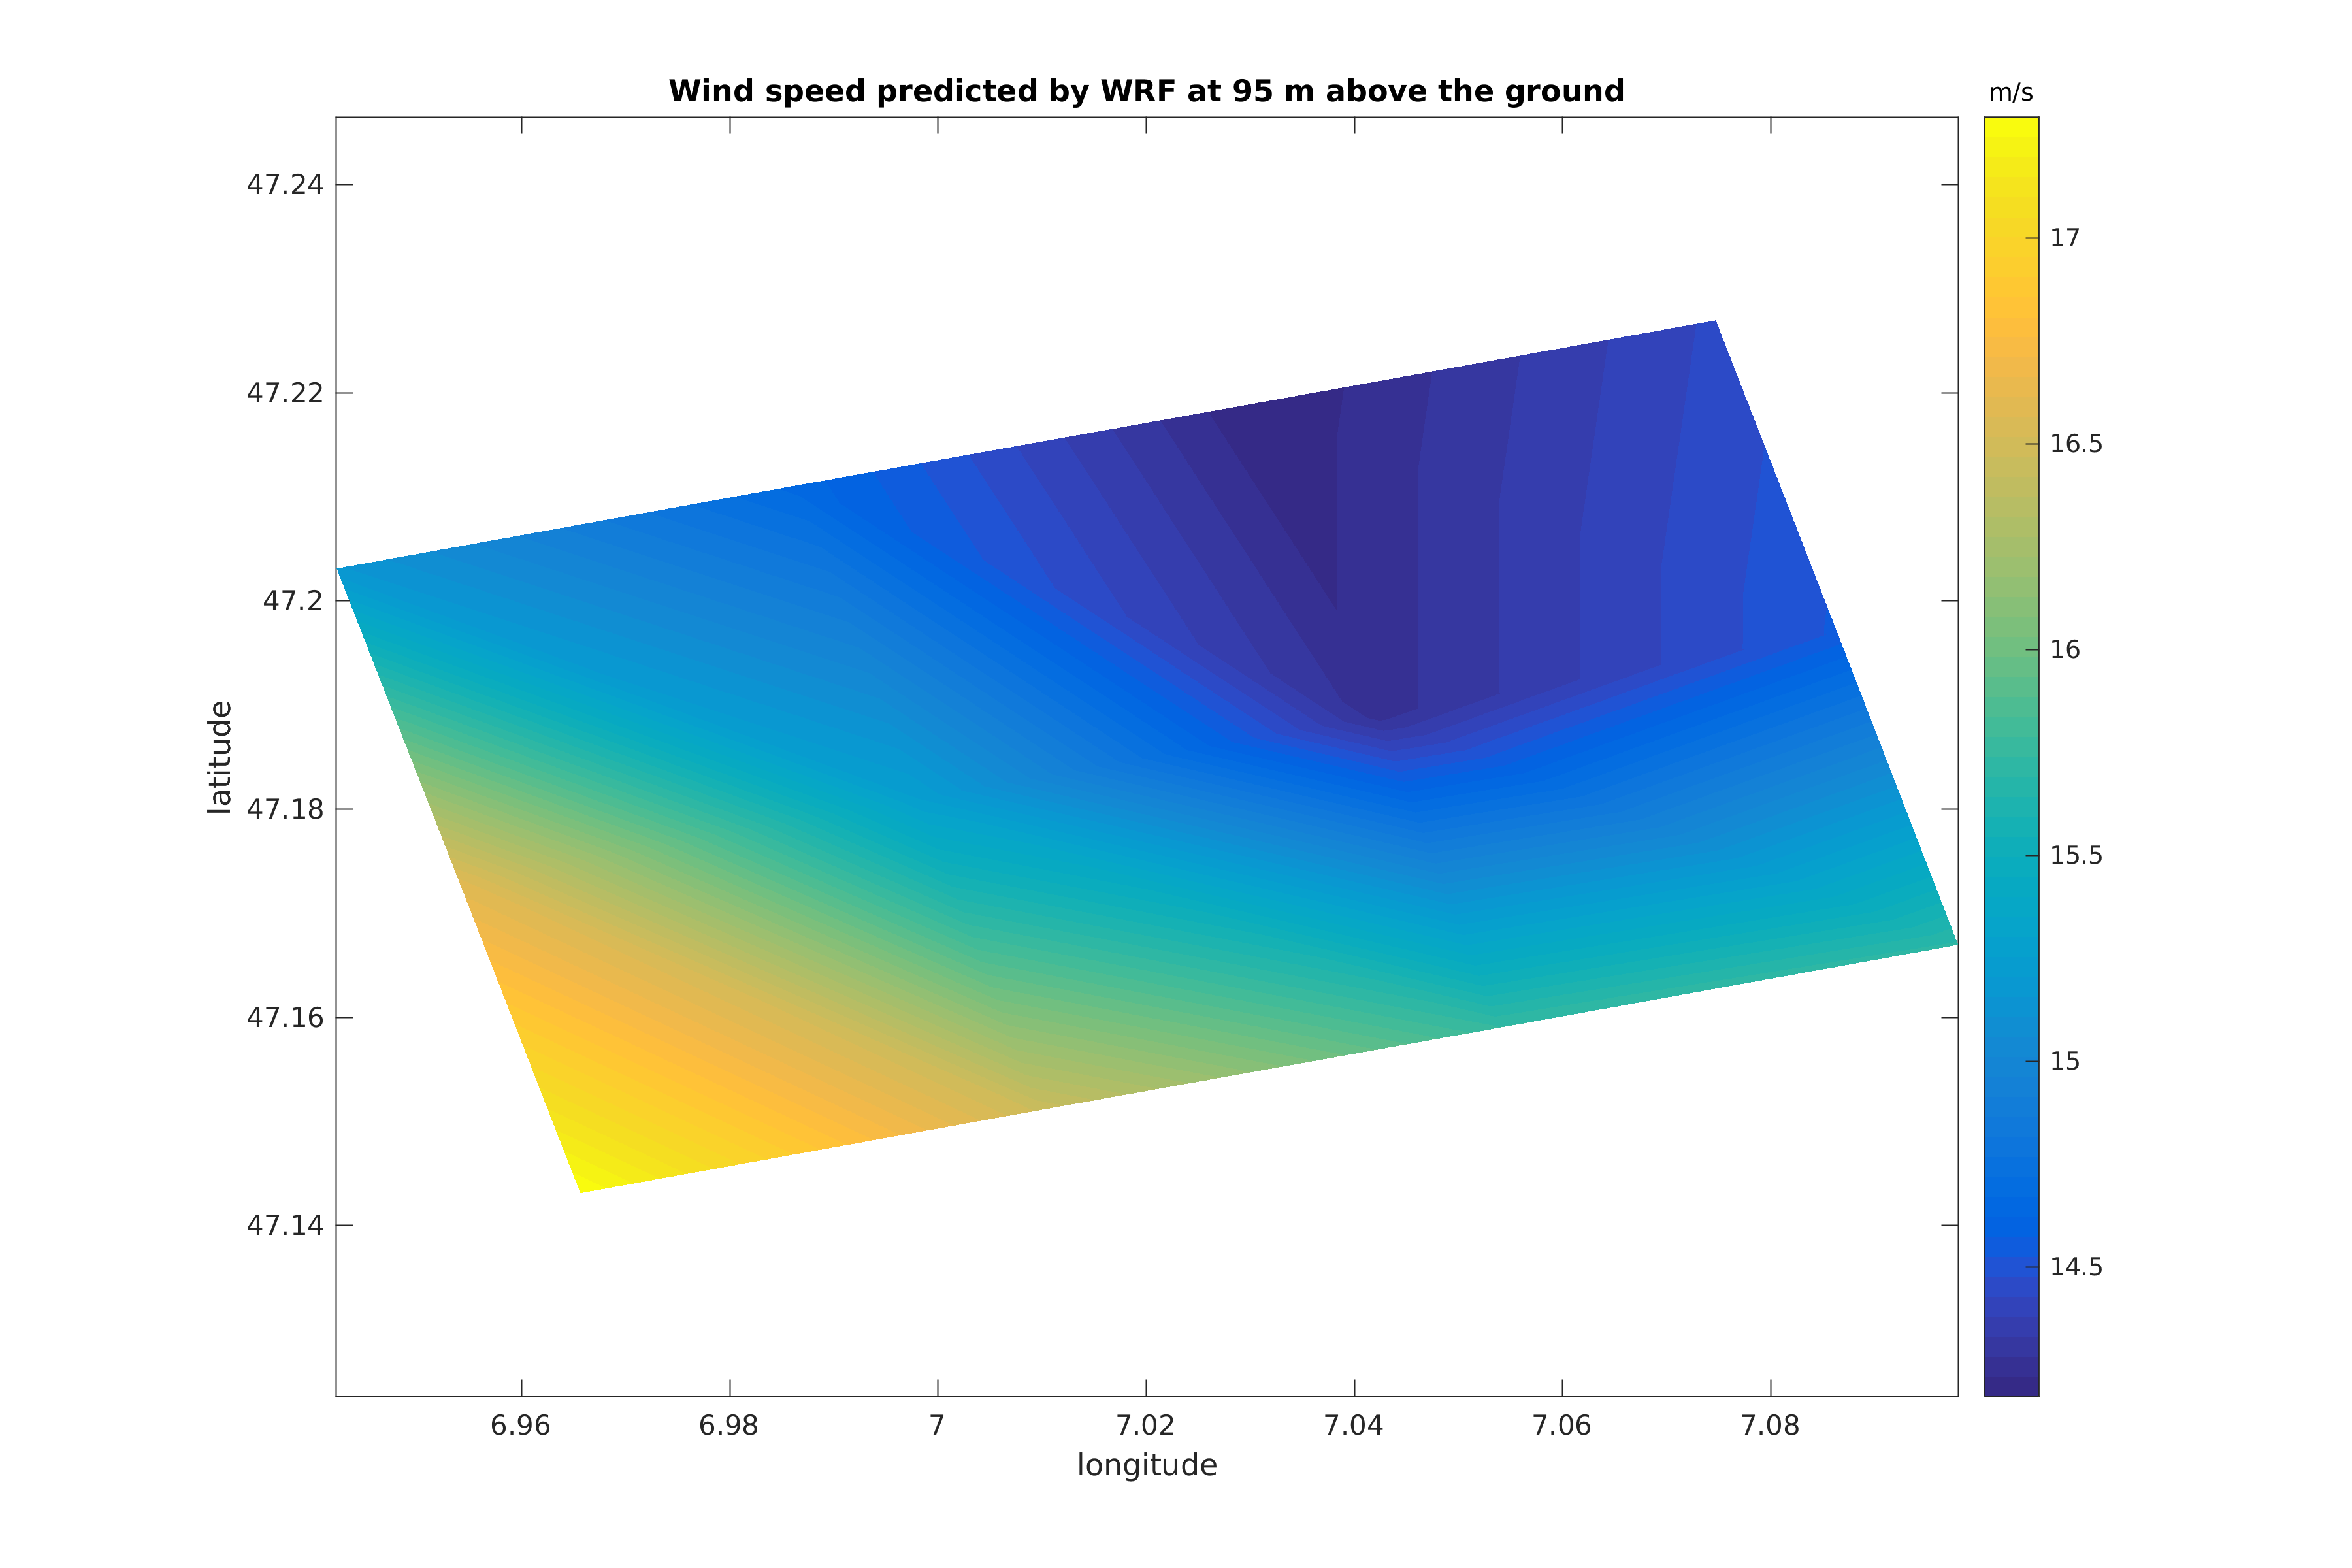 Wind speed predicted by WRF at 95 m above the ground
m/s
47.24
47.22
47.2
47.18
47.16
47.14
latitude
6.96 6.98 7 7.02 7.04 7.06 7.08
longitude
17
16.5
16
15.5
15
14.5